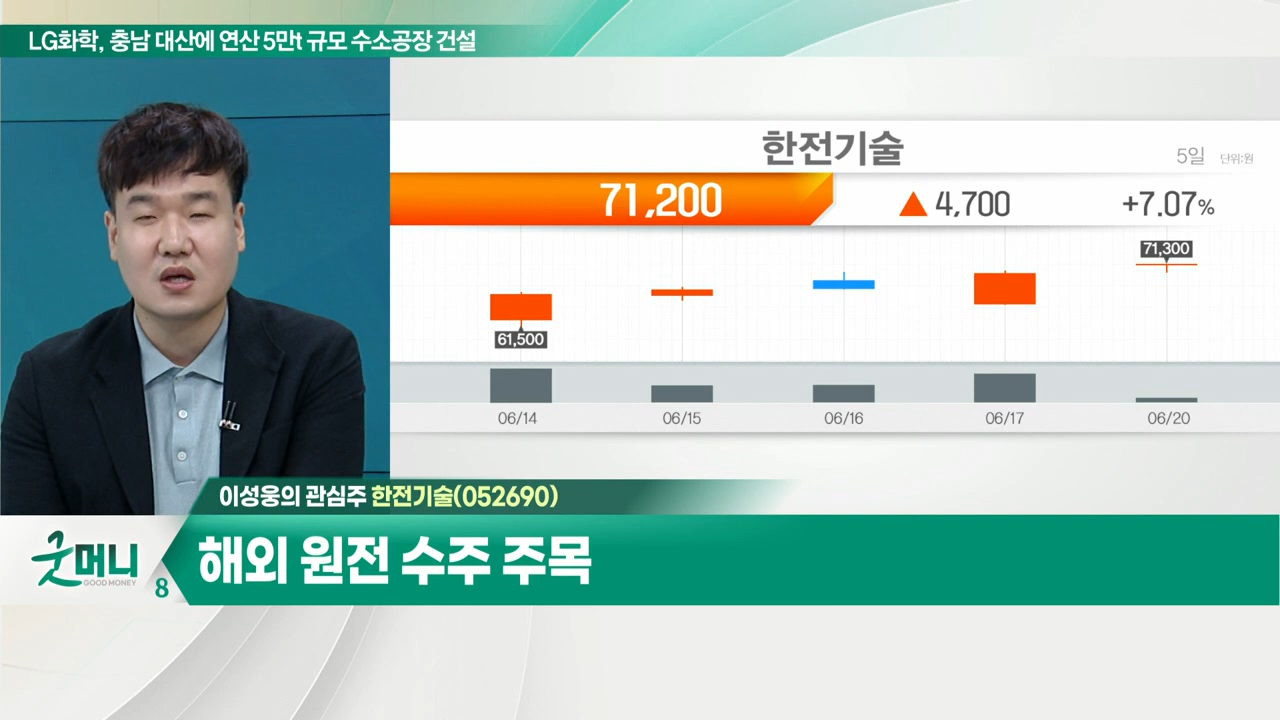 LG화학, 충남 대산에 연산 5만t 규모 수소공장 건설
한전기술
5일 단위:원
71,200 ▲ 4,700 +7.07%
71,300
61,500
06/14 06/15 06/16 06/17 06/20
이성웅의 관심주 한전기술(052690)
해외 원전 수주 주목
굿머니
GOOD MONEY
8